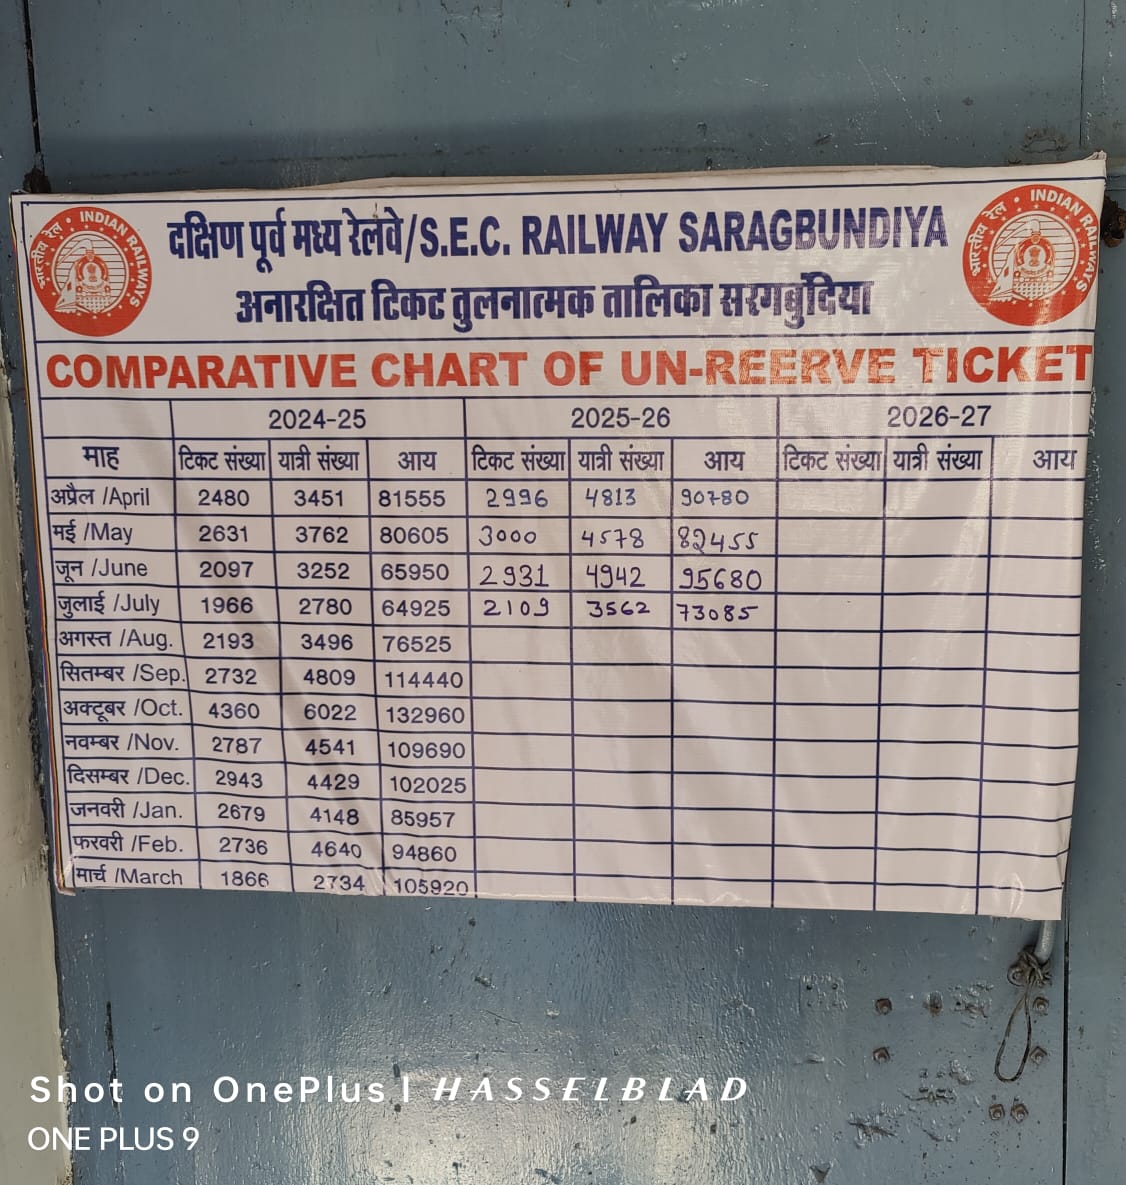 भारतीय रेल • INDIAN RAILWAYS
दक्षिण पूर्व मध्य रेलवे/S.E.C. RAILWAY SARAGBUNDIYA
भारतीय रेल • INDIAN RAILWAYS
अनारक्षित टिकट तुलनात्मक तालिका सरगबुंदिया
COMPARATIVE CHART OF UN-REERVE TICKET
2024-25 2025-26 2026-27
माह टिकट संख्या यात्री संख्या आय टिकट संख्या यात्री संख्या आय टिकट संख्या यात्री संख्या आय
अप्रैल /April 2480 3451 81555 2996 4813 90780
मई /May 2631 3762 80605 3000 4578 82455
जून /June 2097 3252 65950 2931 4942 95680
जुलाई /July 1966 2780 64925 2109 3562 73085
अगस्त /Aug. 2193 3496 76525
सितम्बर /Sep. 2732 4809 114440
अक्टूबर /Oct. 4360 6022 132960
नवम्बर /Nov. 2787 4541 109690
दिसम्बर /Dec. 2943 4429 102025
जनवरी /Jan. 2679 4148 85957
फरवरी /Feb. 2736 4640 94860
मार्च /March 1866 2734 105920
Shot on OnePlus | HASSELBLAD
ONE PLUS 9